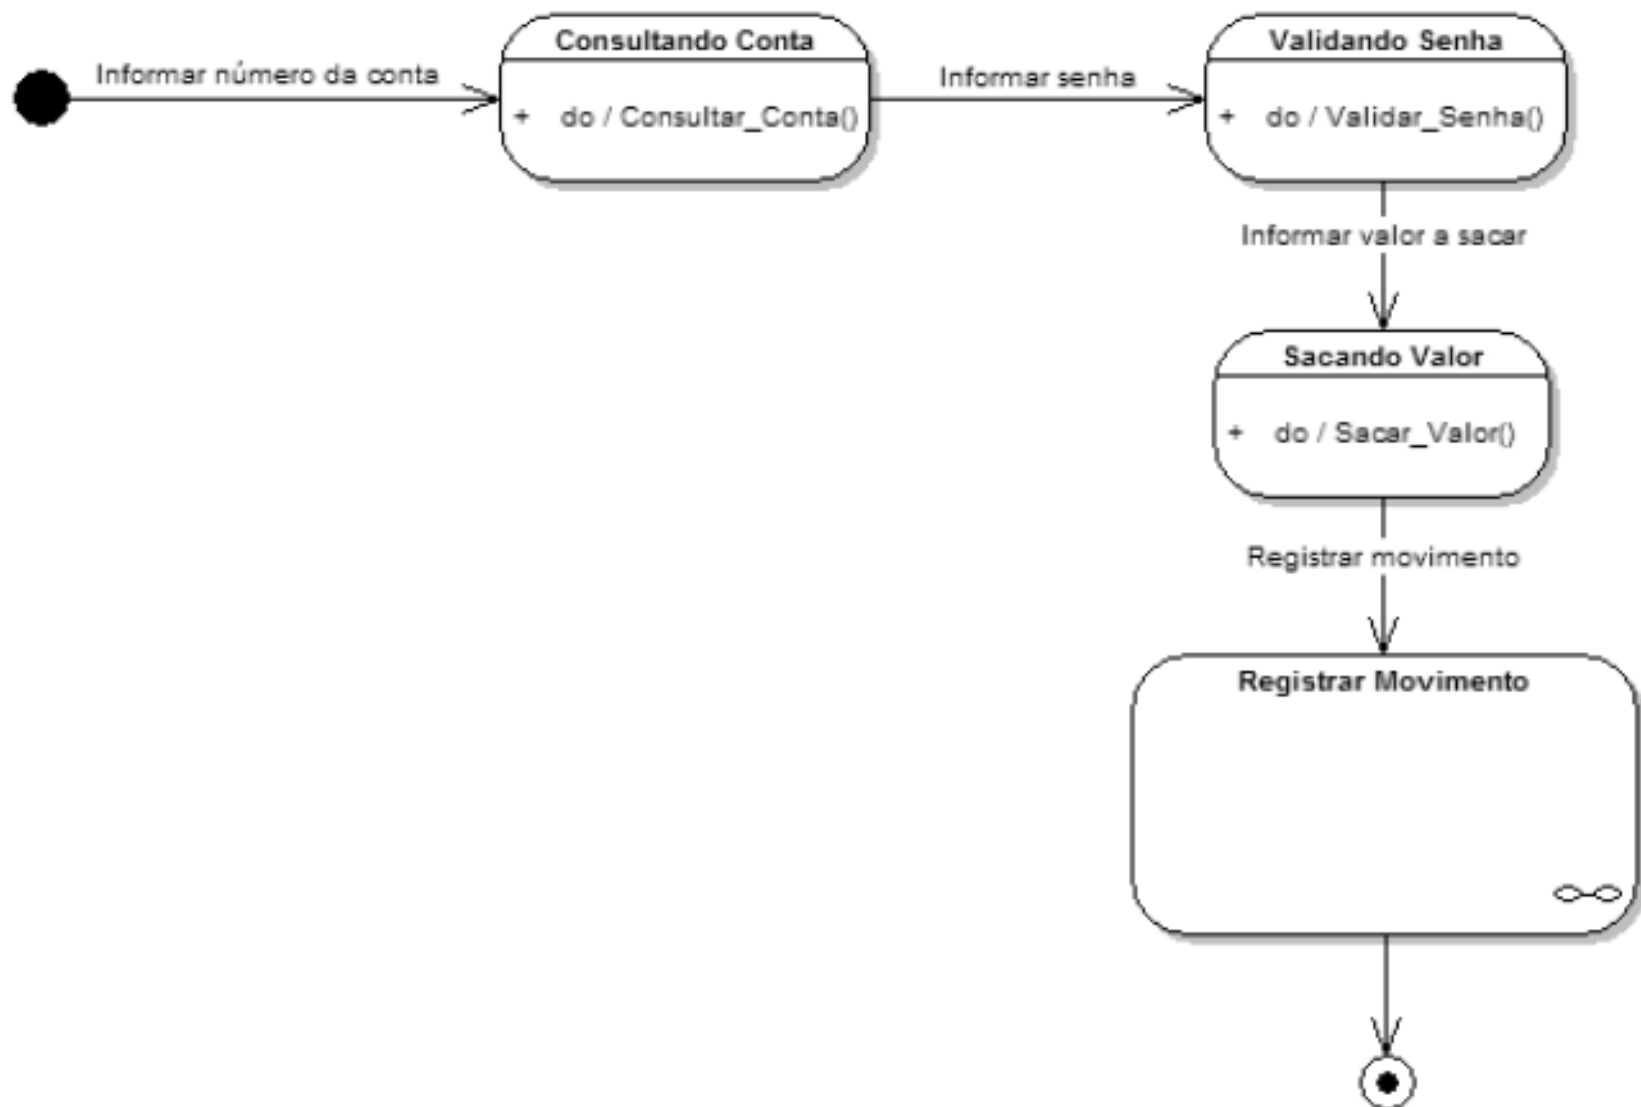 Informar número da conta
Consultando Conta
+ do / Consultar_Conta()
Informar senha
Validando Senha
+ do / Validar_Senha()
Informar valor a sacar
Sacando Valor
+ do / Sacar_Valor()
Registrar movimento
Registrar Movimento